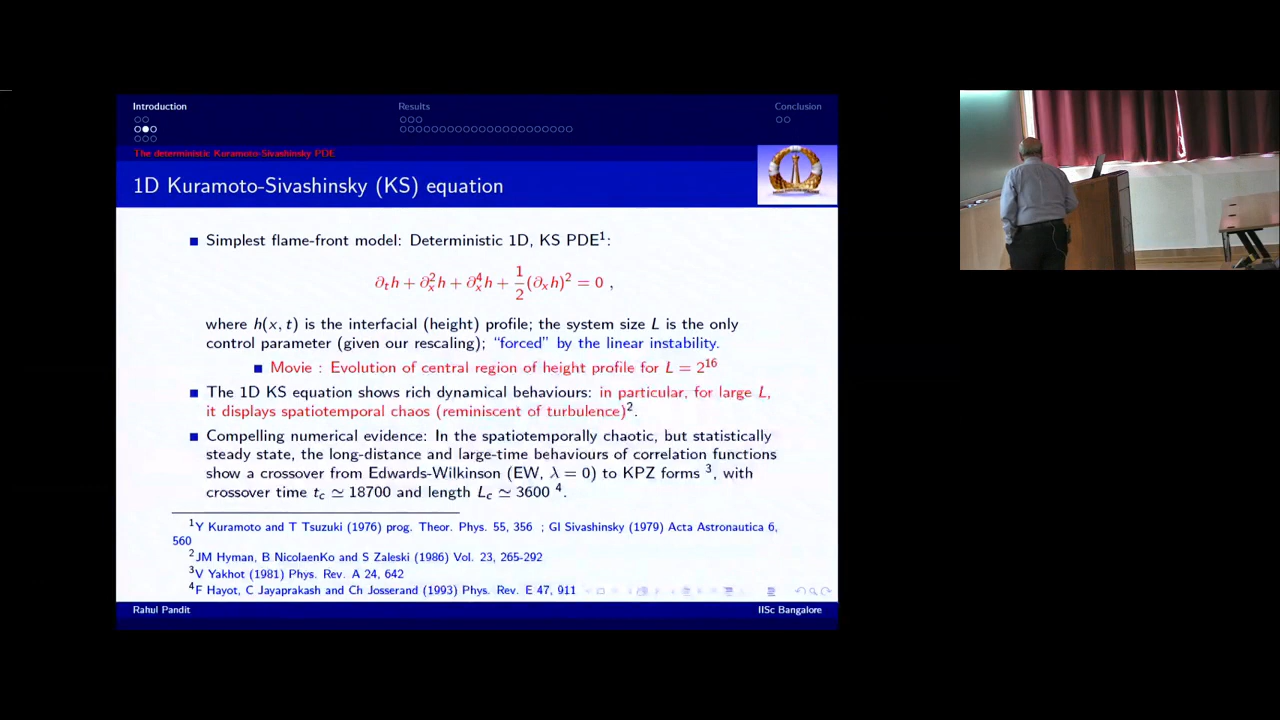 Introduction
Results
Conclusion
The deterministic Kuramoto-Sivashinsky PDE
1D Kuramoto-Sivashinsky (KS) equation
Simplest flame-front model: Deterministic 1D, KS PDE¹:
∂ₜh + ∂ₓ²h + ∂ₓ⁴h + 1/2(∂ₓh)² = 0 ,
where h(x, t) is the interfacial (height) profile; the system size L is the only
control parameter (given our rescaling); “forced” by the linear instability.
Movie : Evolution of central region of height profile for L = 2¹⁶
The 1D KS equation shows rich dynamical behaviours: in particular, for large L,
it displays spatiotemporal chaos (reminiscent of turbulence)².
Compelling numerical evidence: In the spatiotemporally chaotic, but statistically
steady state, the long-distance and large-time behaviours of correlation functions
show a crossover from Edwards-Wilkinson (EW, λ = 0) to KPZ forms ³, with
crossover time t_c ≃ 18700 and length L_c ≃ 3600 ⁴.
¹Y Kuramoto and T Tsuzuki (1976) prog. Theor. Phys. 55, 356 ; GI Sivashinsky (1979) Acta Astronautica 6,
560
²JM Hyman, B NicolaenKo and S Zaleski (1986) Vol. 23, 265-292
³V Yakhot (1981) Phys. Rev. A 24, 642
⁴F Hayot, C Jayaprakash and Ch Josserand (1993) Phys. Rev. E 47, 911
Rahul Pandit
IISc Bangalore